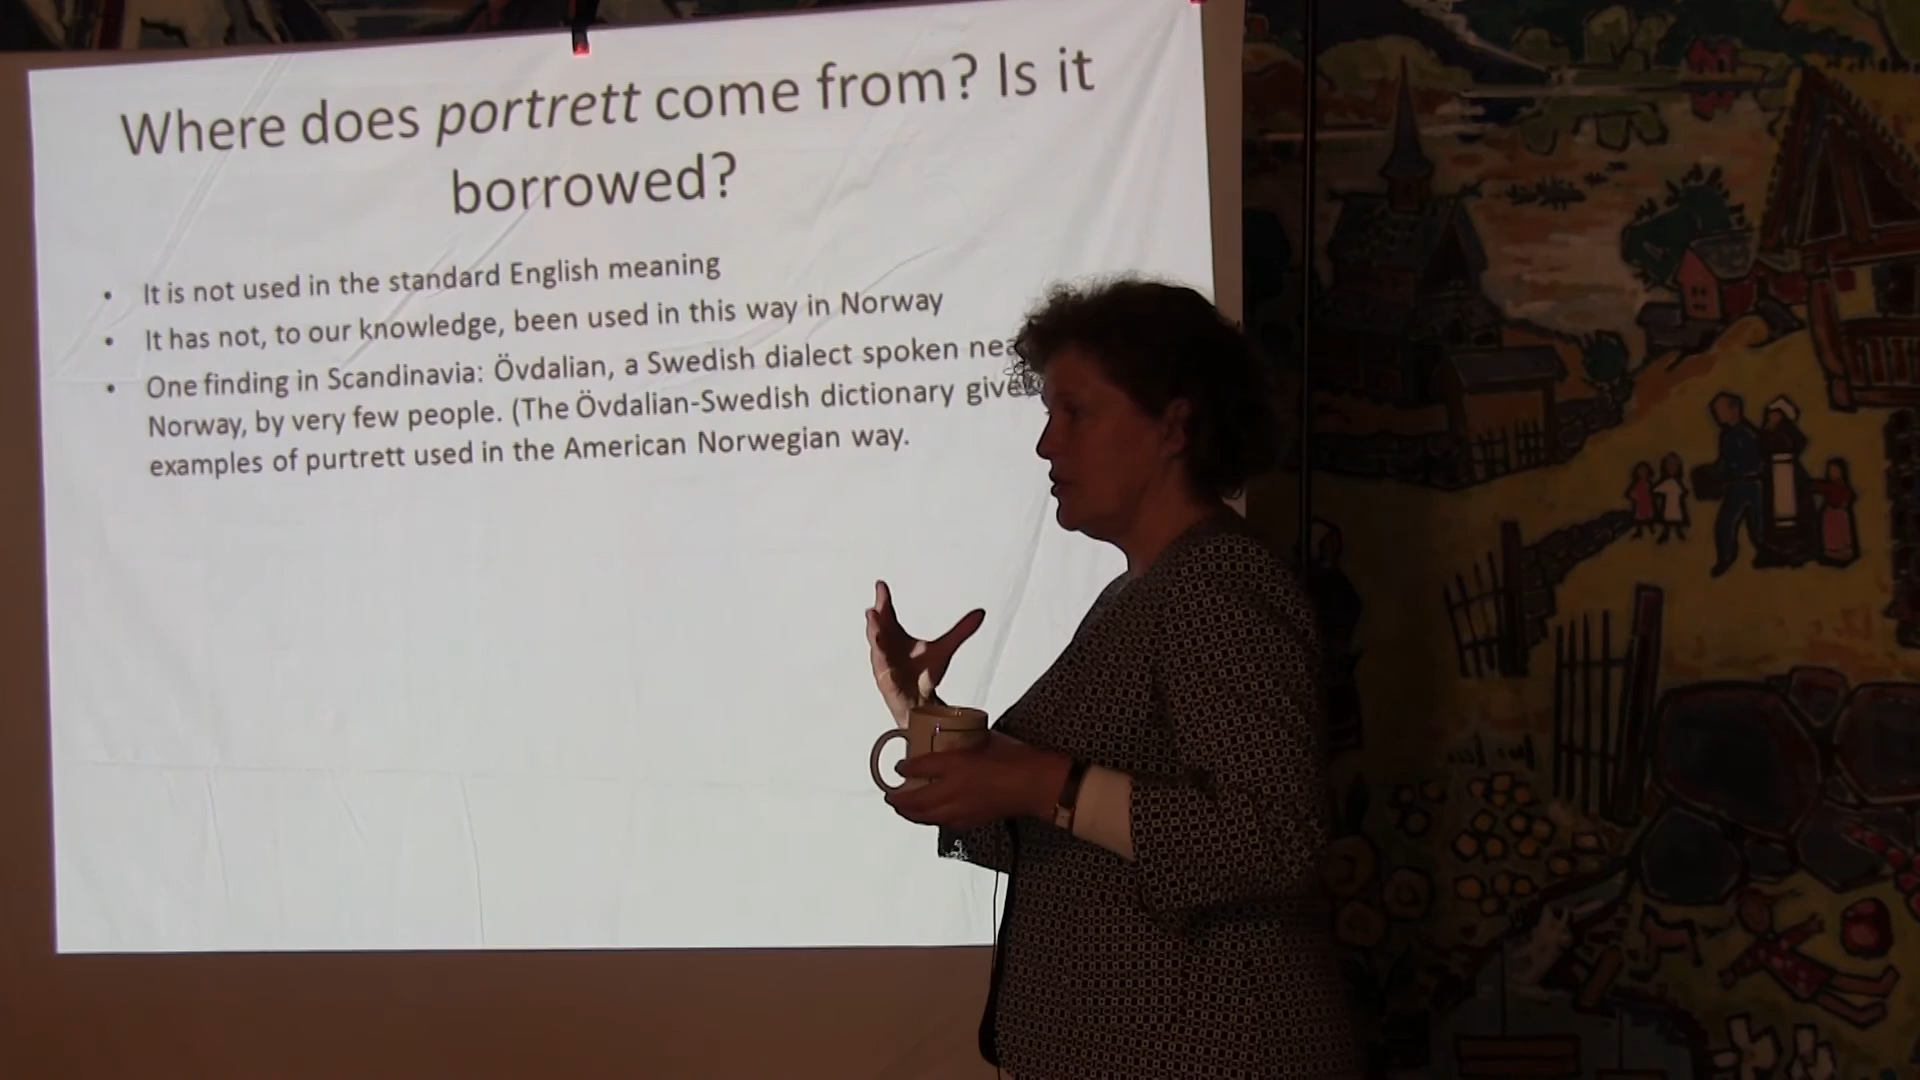 Where does portrett come from? Is it
borrowed?
• It is not used in the standard English meaning
• It has not, to our knowledge, been used in this way in Norway
• One finding in Scandinavia: Övdalian, a Swedish dialect spoken
Norway, by very few people. (The Övdalian-Swedish dictionary
examples of purtrett used in the American Norwegian way.